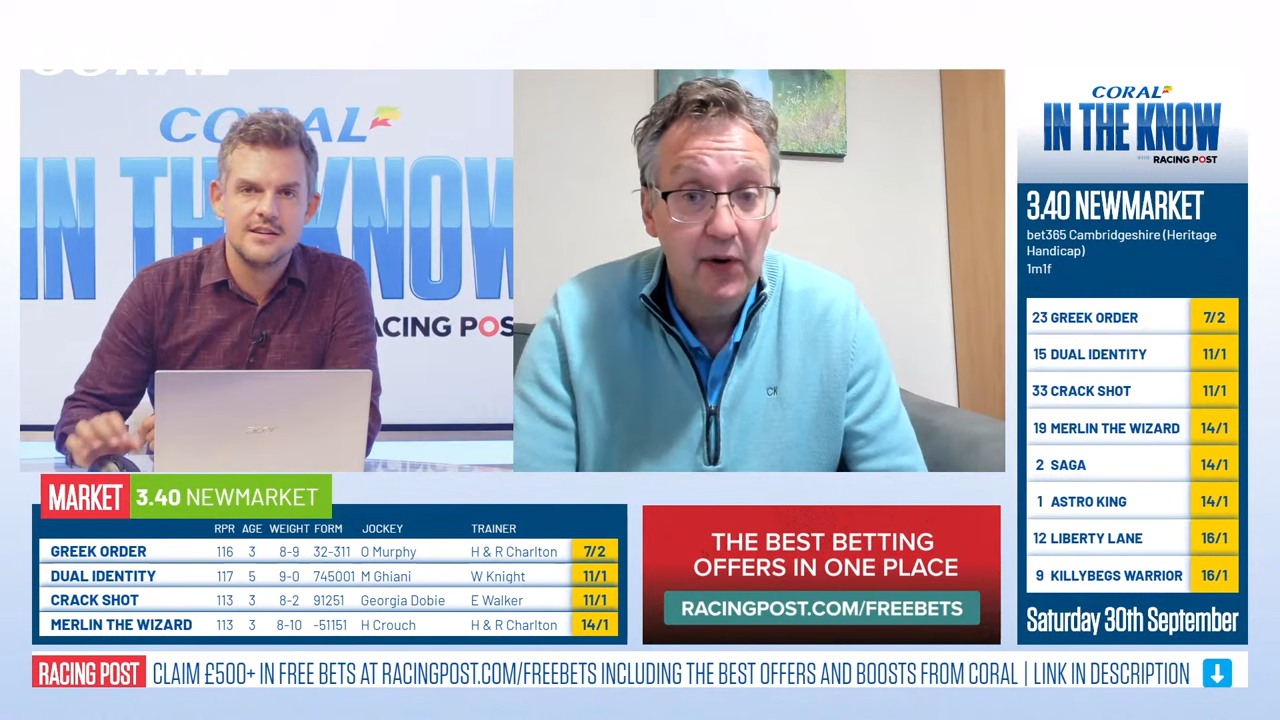 CORAL
CORAL
IN THE KNOW
RACING POST
acer
CK
CORAL
IN THE KNOW
WITH RACING POST
3.40 NEWMARKET
bet365 Cambridgeshire (Heritage
Handicap)
1m1f
23 GREEK ORDER 7/2
15 DUAL IDENTITY 11/1
33 CRACK SHOT 11/1
19 MERLIN THE WIZARD 14/1
2 SAGA 14/1
1 ASTRO KING 14/1
12 LIBERTY LANE 16/1
9 KILLYBEGS WARRIOR 16/1
Saturday 30th September
MARKET 3.40 NEWMARKET
RPR AGE WEIGHT FORM JOCKEY TRAINER
GREEK ORDER 116 3 8-9 32-311 O Murphy H & R Charlton 7/2
DUAL IDENTITY 117 5 9-0 745001 M Ghiani W Knight 11/1
CRACK SHOT 113 3 8-2 91251 Georgia Dobie E Walker 11/1
MERLIN THE WIZARD 113 3 8-10 -51151 H Crouch H & R Charlton 14/1
THE BEST BETTING
OFFERS IN ONE PLACE
RACINGPOST.COM/FREEBETS
RACING POST CLAIM £500+ IN FREE BETS AT RACINGPOST.COM/FREEBETS INCLUDING THE BEST OFFERS AND BOOSTS FROM CORAL | LINK IN DESCRIPTION